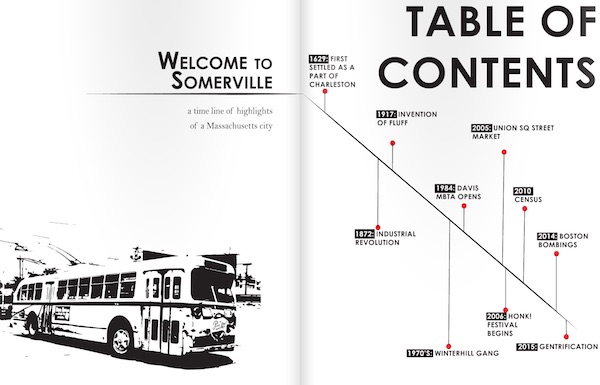 WELCOME TO
SOMERVILLE
a time line of highlights
of a Massachusetts city
TABLE OF
CONTENTS
1629: FIRST
SETTLED AS A
PART OF
CHARLESTON
1917: INVENTION
OF FLUFF
2005: UNION SQ STREET
MARKET
1984: DAVIS
MBTA OPENS
2010
CENSUS
1872: INDUSTRIAL
REVOLUTION
2014: BOSTON
BOMBINGS
2006: HONK!
FESTIVAL
BEGINS
1970'S: WINTERHILL GANG
2015: GENTRIFICATION